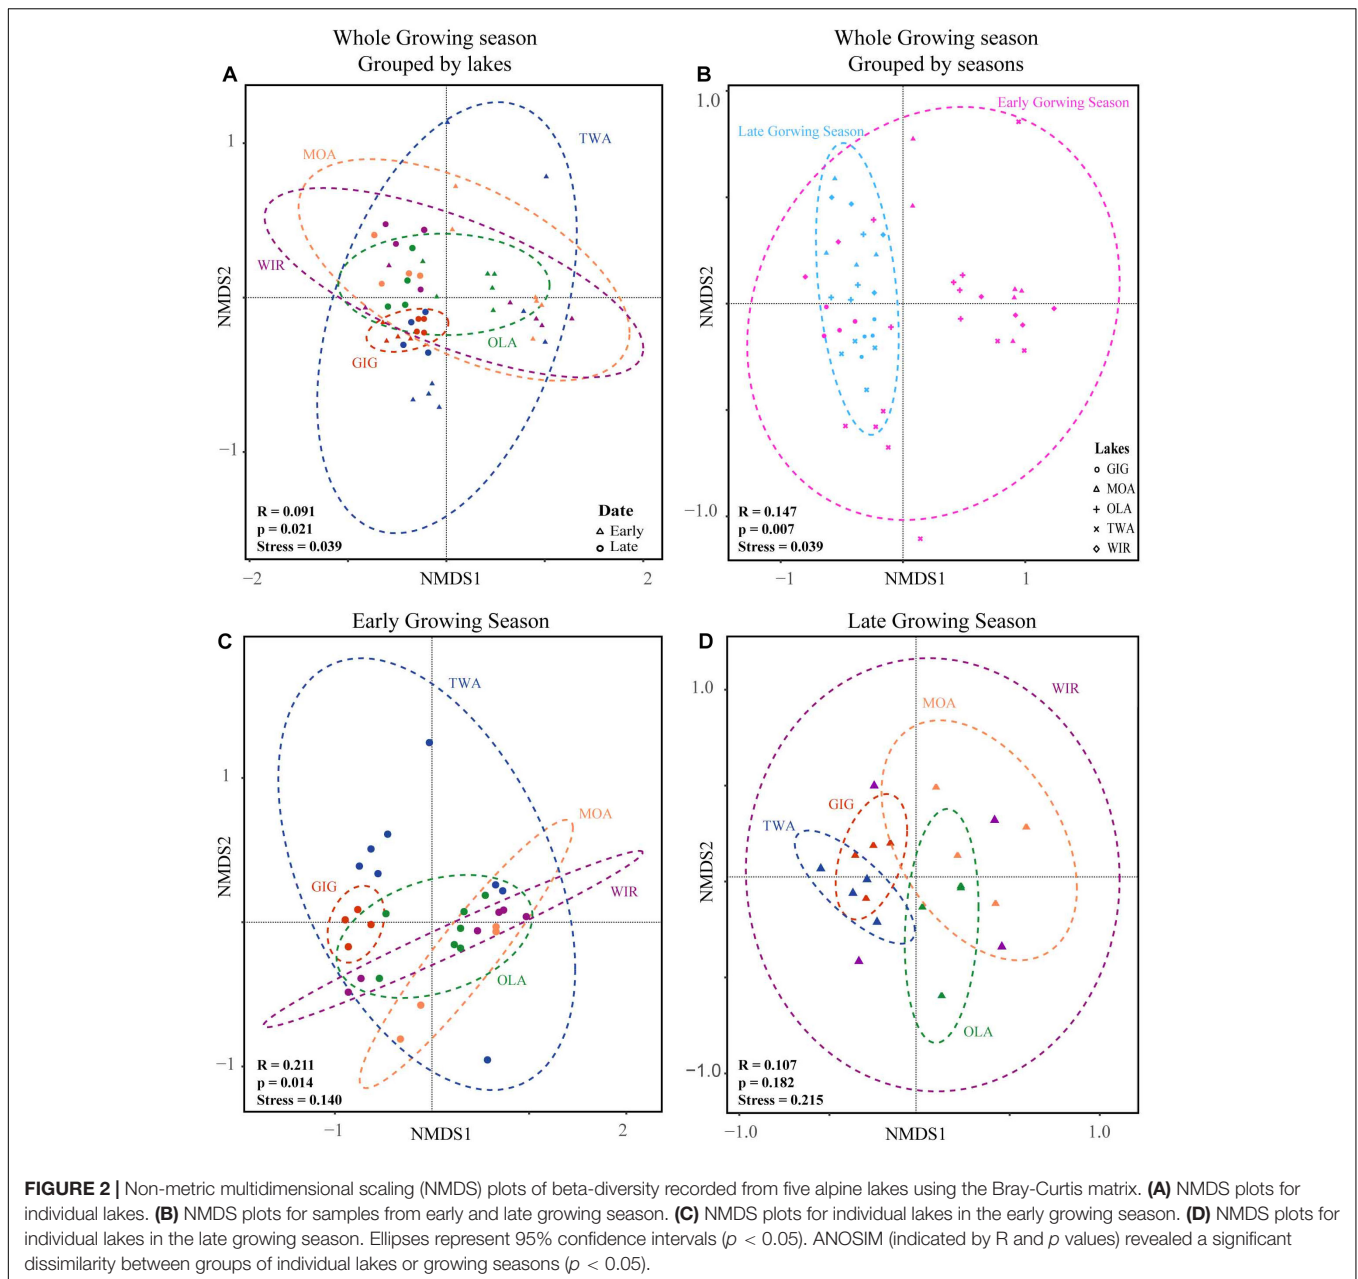 Whole Growing season
Grouped by lakes
A
TWA
MOA
WIR
OLA
GIG
1
−1
NMDS2
R = 0.091
p = 0.021
Stress = 0.039
Date
Early
Late
−2
NMDS1
2
Whole Growing season
Grouped by seasons
B
1.0
Early Gorwing Season
Late Gorwing Season
NMDS2
−1.0
R = 0.147
p = 0.007
Stress = 0.039
Lakes
GIG
MOA
OLA
TWA
WIR
−1
NMDS1
1
Early Growing Season
C
TWA
1
MOA
NMDS2
GIG
WIR
OLA
−1
R = 0.211
p = 0.014
Stress = 0.140
−1
NMDS1
2
Late Growing Season
D
1.0
WIR
MOA
GIG
TWA
NMDS2
OLA
−1.0
R = 0.107
p = 0.182
Stress = 0.215
−1.0
NMDS1
1.0
FIGURE 2 | Non-metric multidimensional scaling (NMDS) plots of beta-diversity recorded from five alpine lakes using the Bray-Curtis matrix. (A) NMDS plots for
individual lakes. (B) NMDS plots for samples from early and late growing season. (C) NMDS plots for individual lakes in the early growing season. (D) NMDS plots for
individual lakes in the late growing season. Ellipses represent 95% confidence intervals (p < 0.05). ANOSIM (indicated by R and p values) revealed a significant
dissimilarity between groups of individual lakes or growing seasons (p < 0.05).